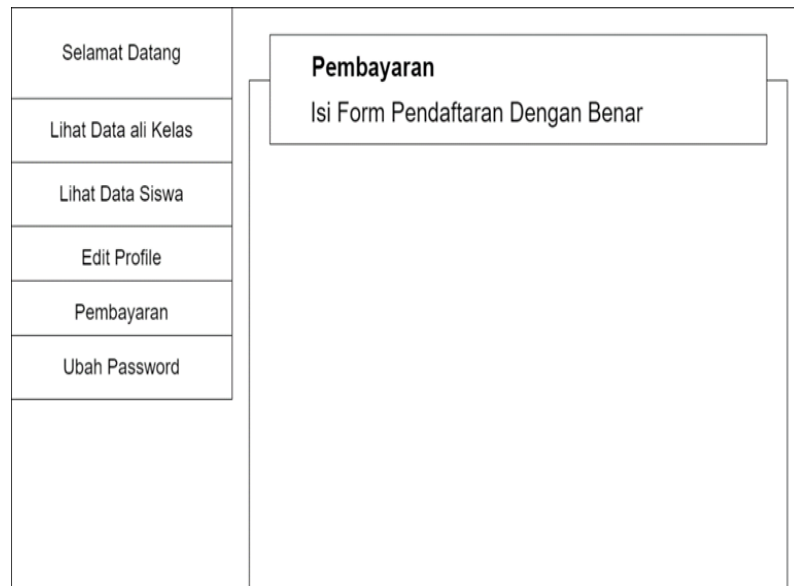 Selamat Datang
Lihat Data ali Kelas
Lihat Data Siswa
Edit Profile
Pembayaran
Ubah Password
Pembayaran
Isi Form Pendaftaran Dengan Benar